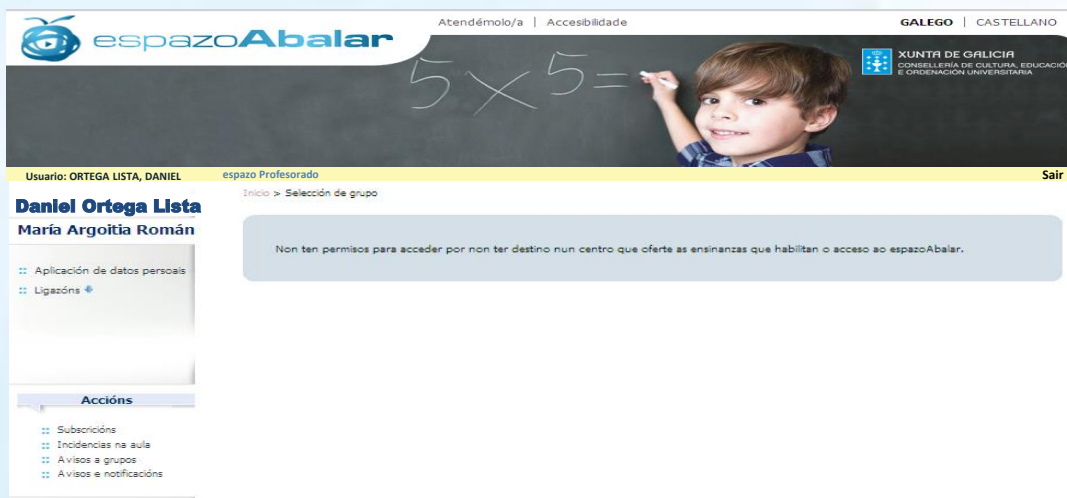 espazoAbalar
Atendémolo/a | Accesibilidade
GALEGO | CASTELLANO
5 x 5 =
XUNTA DE GALICIA
CONSELLERÍA DE CULTURA, EDUCACIÓN
E ORDENACIÓN UNIVERSITARIA
Usuario: ORTEGA LISTA, DANIEL
espazo Profesorado
Sair
Inicio > Selección de grupo
Daniel Ortega Lista
María Argoitia Román
Non ten permisos para acceder por non ter destino nun centro que oferte as ensinanzas que habilitan o acceso ao espazoAbalar.
Aplicación de datos persoais
Ligazóns
Accións
Subscricións
Incidencias na aula
Avisos a grupos
Avisos e notificacións